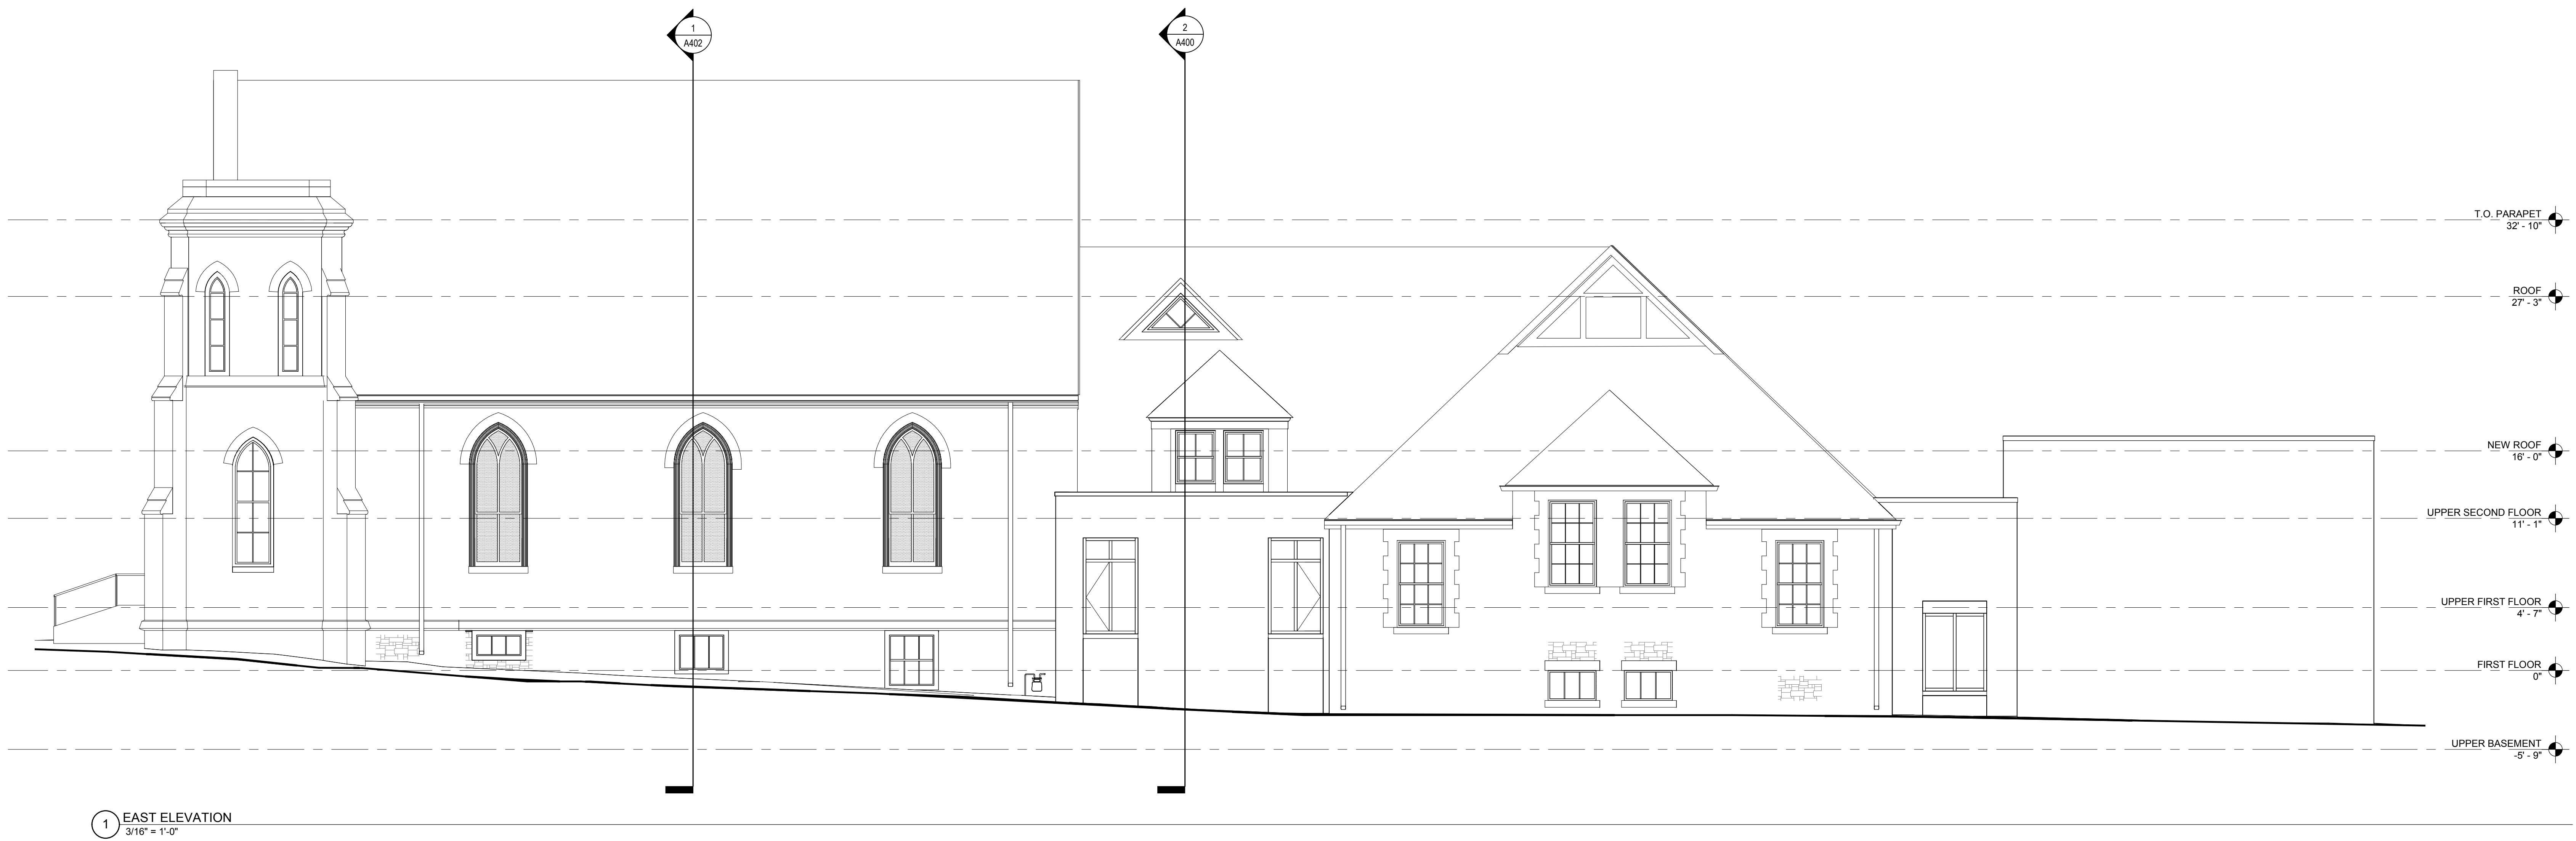 1
A402
2
A400
T.O. PARAPET
32' - 10"
ROOF
27' - 3"
NEW ROOF
16' - 0"
UPPER SECOND FLOOR
11' - 1"
UPPER FIRST FLOOR
4' - 7"
FIRST FLOOR
0"
UPPER BASEMENT
-5' - 9"
1 EAST ELEVATION
3/16" = 1'-0"